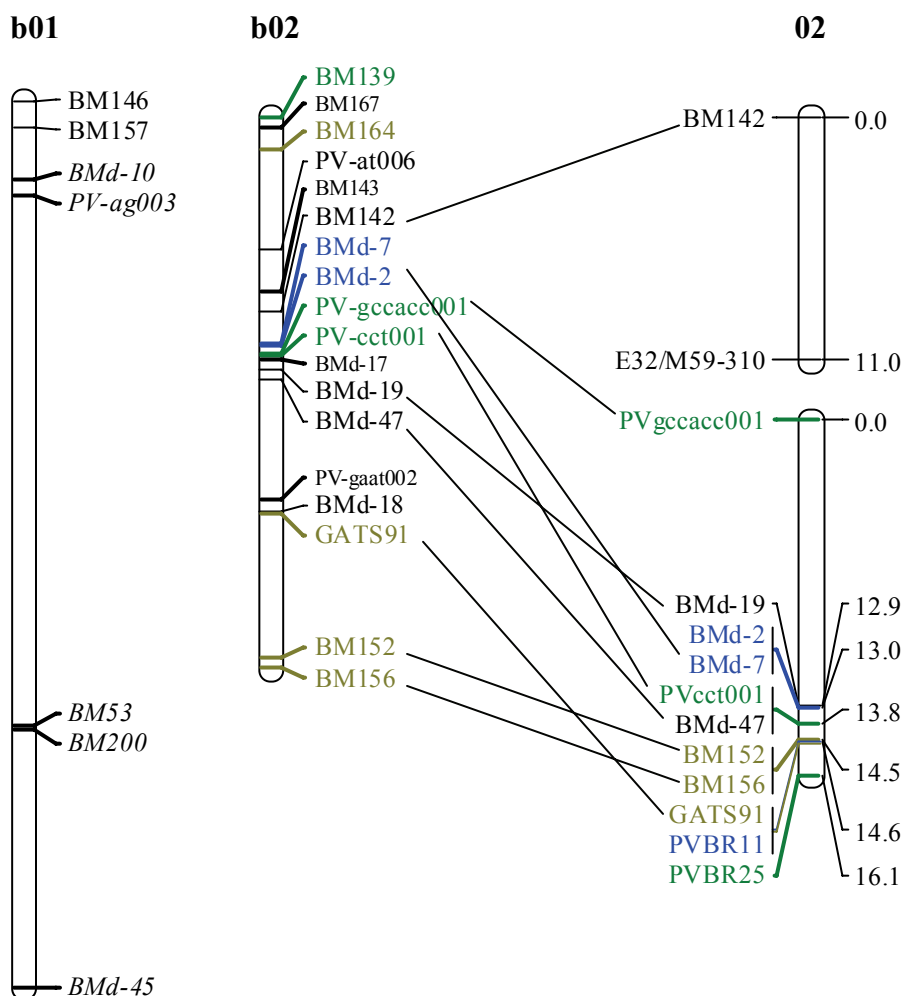 b01
BM146
BM157
BMd-10
PV-ag003
BM53
BM200
BMd-45
b02
BM139
BM167
BM164
PV-at006
BM143
BM142
BMd-7
BMd-2
PV-gccacc001
PV-cct001
BMd-17
BMd-19
BMd-47
PV-gaat002
BMd-18
GATS91
BM152
BM156
02
BM142 0.0
E32/M59-310 11.0
PVgccacc001 0.0
BMd-19 12.9
BMd-2
BMd-7 13.0
PVcct001
BMd-47 13.8
BM152
BM156 14.5
GATS91
PVBR11 14.6
PVBR25 16.1